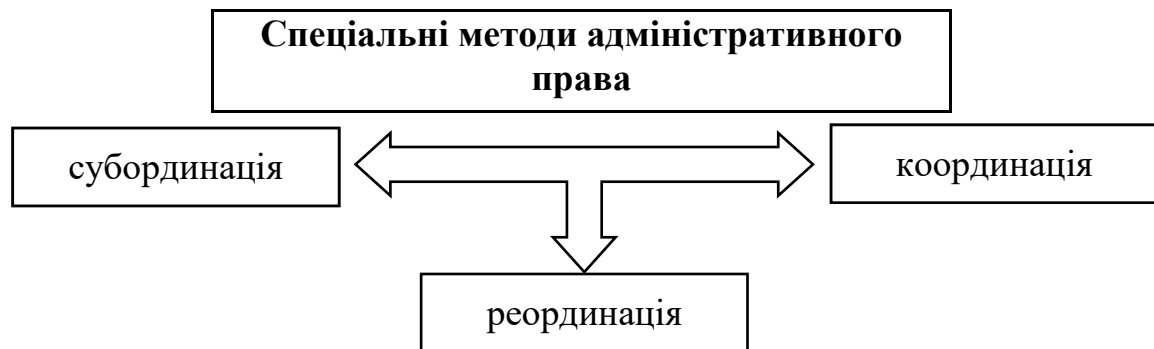 Спеціальні методи адміністративного
права
субординація
координація
реординація